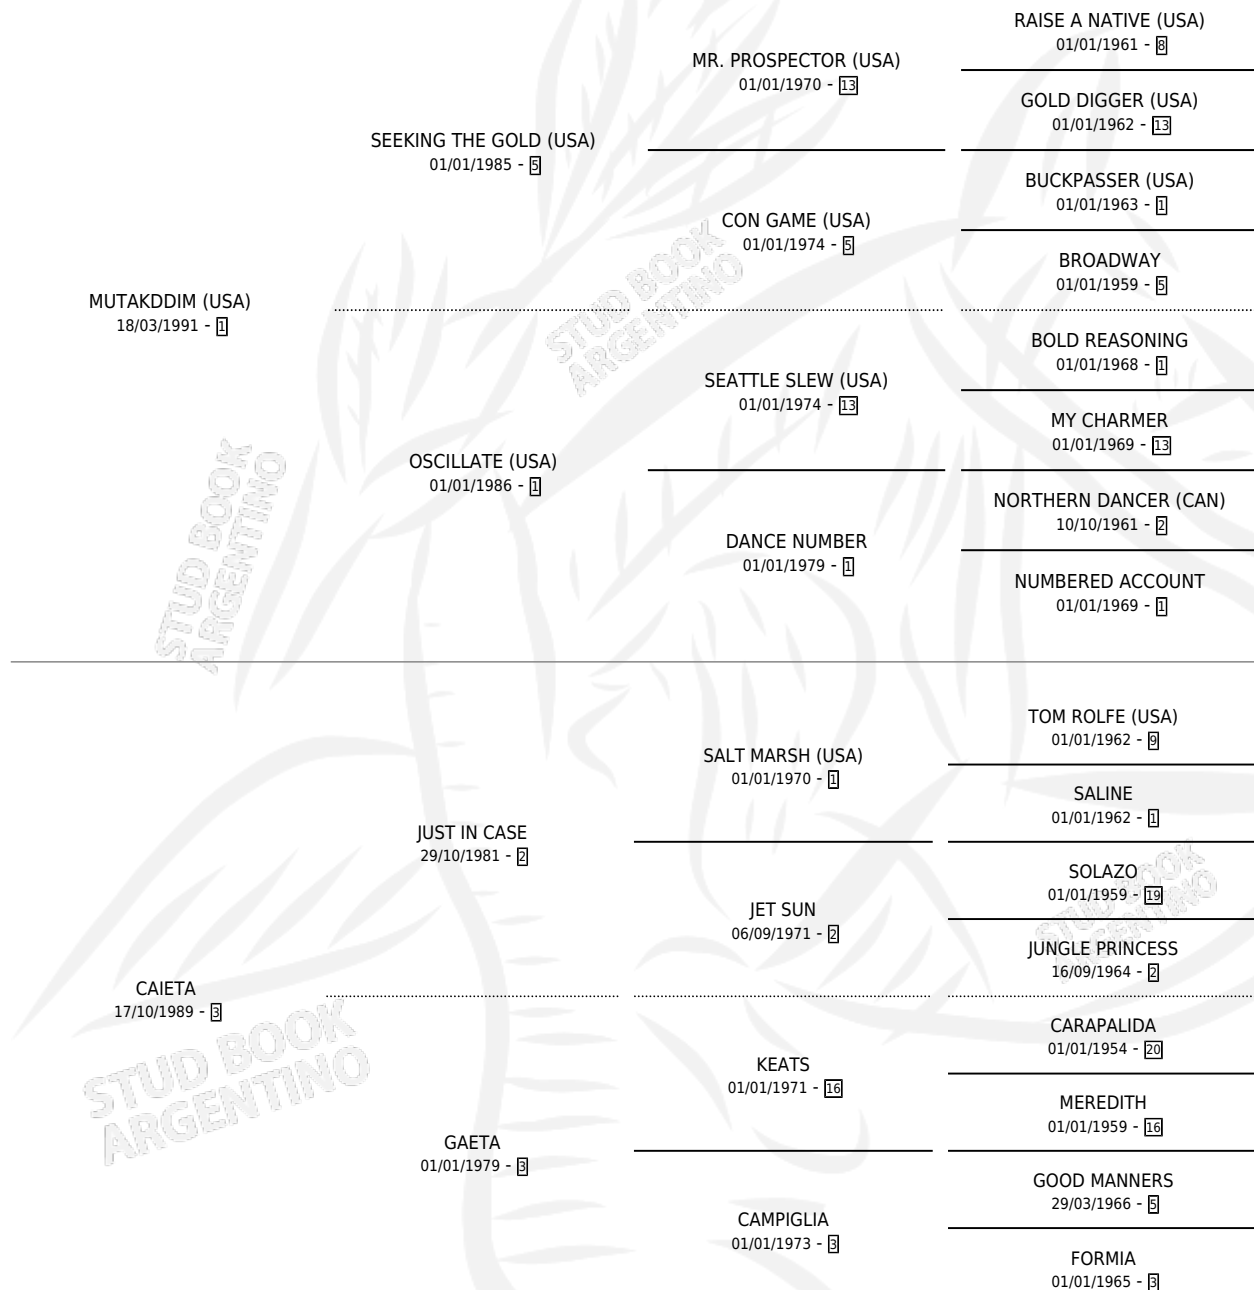 RAISE A NATIVE (USA)
01/01/1961 - 8
MR. PROSPECTOR (USA)
01/01/1970 - 13
GOLD DIGGER (USA)
01/01/1962 - 13
SEEKING THE GOLD (USA)
01/01/1985 - 5
BUCKPASSER (USA)
01/01/1963 - 1
CON GAME (USA)
01/01/1974 - 5
BROADWAY
01/01/1959 - 5
MUTAKDDIM (USA)
18/03/1991 - 1
STUD BOOK
ARGENTINO
BOLD REASONING
01/01/1968 - 1
SEATTLE SLEW (USA)
01/01/1974 - 13
MY CHARMER
01/01/1969 - 13
OSCILLATE (USA)
01/01/1986 - 1
NORTHERN DANCER (CAN)
10/10/1961 - 2
DANCE NUMBER
01/01/1979 - 1
NUMBERED ACCOUNT
01/01/1969 - 1
STUD BOOK
ARGENTINO
TOM ROLFE (USA)
01/01/1962 - 9
SALT MARSH (USA)
01/01/1970 - 1
SALINE
01/01/1962 - 1
JUST IN CASE
29/10/1981 - 2
SOLAZO
01/01/1959 - 19
JET SUN
06/09/1971 - 2
JUNGLE PRINCESS
16/09/1964 - 2
STUD BOOK
ARGENTINO
CAIETA
17/10/1989 - 3
CARAPALIDA
01/01/1954 - 20
KEATS
01/01/1971 - 16
MEREDITH
01/01/1959 - 16
STUD BOOK
ARGENTINO
GAETA
01/01/1979 - 3
GOOD MANNERS
29/03/1966 - 5
CAMPIGLIA
01/01/1973 - 3
FORMIA
01/01/1965 - 3